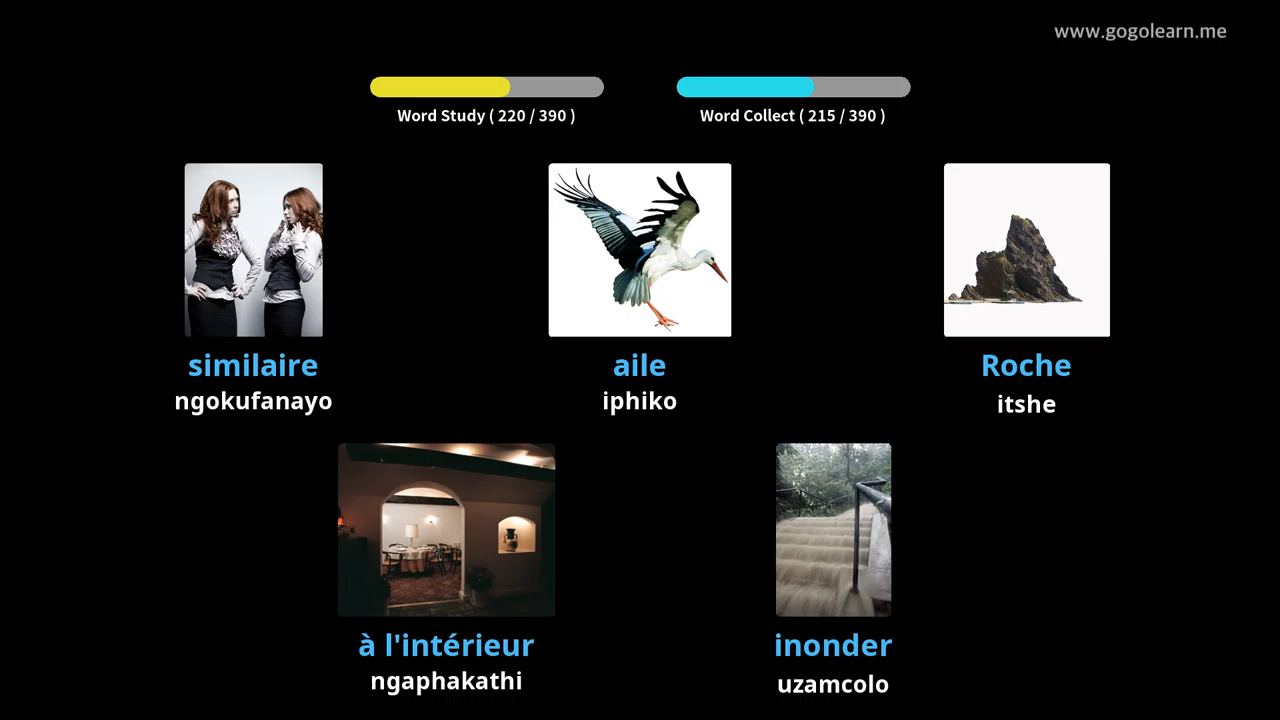 www.gogolearn.me
Word Study ( 220 / 390 )
Word Collect ( 215 / 390 )
similaire
ngokufanayo
aile
iphiko
Roche
itshe
à l'intérieur
ngaphakathi
inonder
uzamcolo